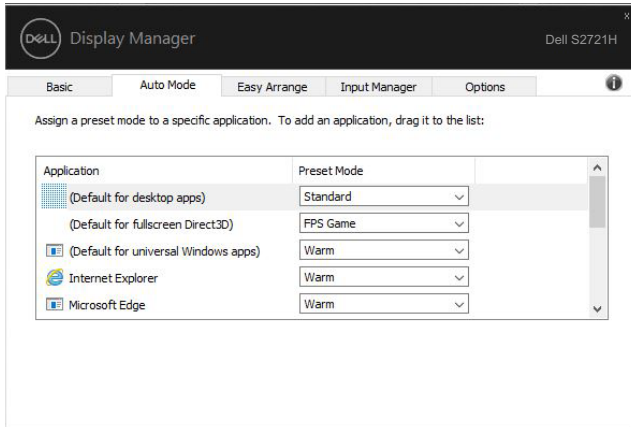 x
DELL Display Manager Dell S2721H
Basic Auto Mode Easy Arrange Input Manager Options
Assign a preset mode to a specific application. To add an application, drag it to the list:
Application Preset Mode
(Default for desktop apps) Standard
(Default for fullscreen Direct3D) FPS Game
(Default for universal Windows apps) Warm
Internet Explorer Warm
Microsoft Edge Warm